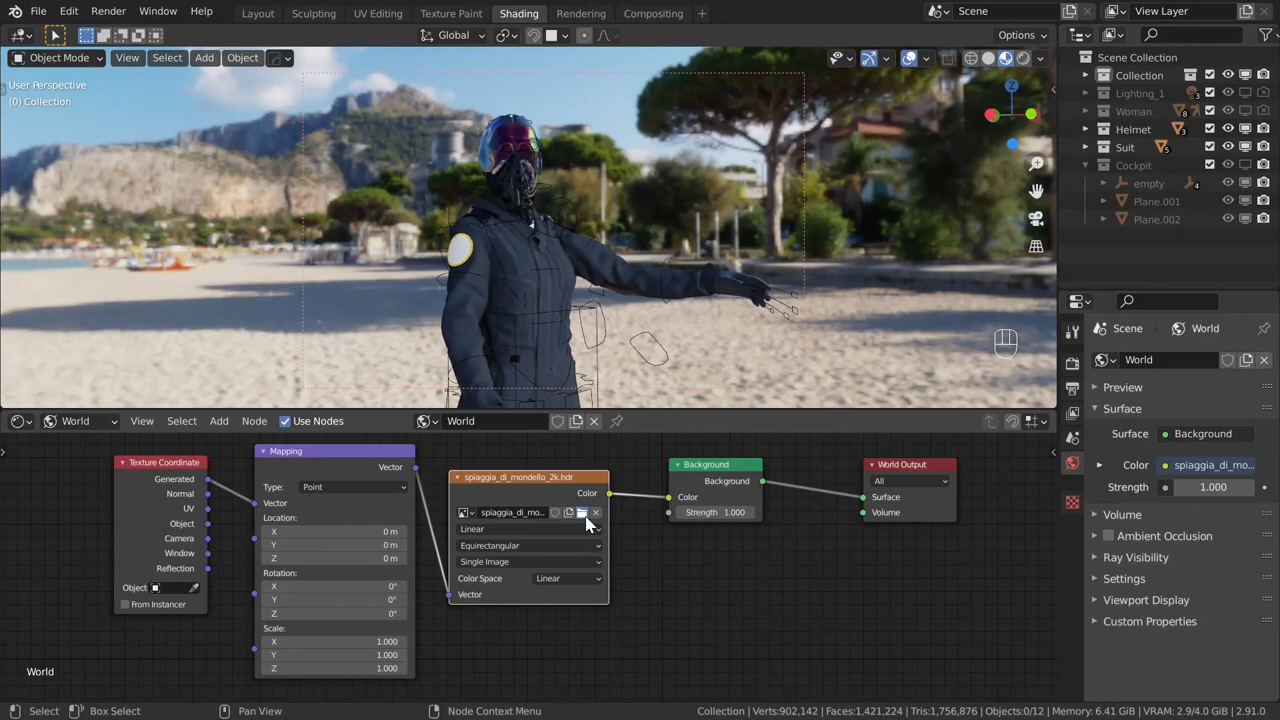 File Edit Render Window Help Layout Sculpting UV Editing Texture Paint Shading Rendering Compositing + Scene View Layer
Global Options
Object Mode View Select Add Object
User Perspective
(0) Collection
Z
Scene Collection
Collection
Lighting_1 3
Woman 8
Helmet 3
Suit 5
Cockpit
empty 4
Plane.001
Plane.002
Scene World
World
Preview
Surface
Surface Background
Color spiaggia_di_mo...
Strength 1.000
Volume
Ambient Occlusion
Ray Visibility
Settings
Viewport Display
Custom Properties
World View Select Add Node Use Nodes World
Texture Coordinate
Generated
Normal
UV
Object
Camera
Window
Reflection
Object:
From Instancer
Mapping
Vector
Type: Point
Vector
Location:
X 0 m
Y 0 m
Z 0 m
Rotation:
X 0°
Y 0°
Z 0°
Scale:
X 1.000
Y 1.000
Z 1.000
spiaggia_di_mondello_2k.hdr
Color
spiaggia_di_mo...
Linear
Equirectangular
Single Image
Color Space Linear
Vector
Background
Background
Color
Strength 1.000
World Output
All
Surface
Volume
World
Select Box Select Pan View Node Context Menu Collection | Verts:902,142 | Faces:1,421,224 | Tris:1,756,876 | Objects:0/12 | Memory: 6.41 GiB | VRAM: 2.9/4.0 GiB | 2.91.0